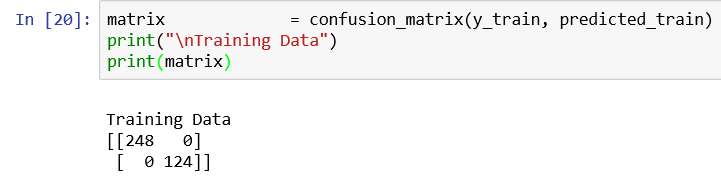 In [20]: matrix             = confusion_matrix(y_train, predicted_train)
print("\nTraining Data")
print(matrix)
Training Data
[[248   0]
 [  0 124]]